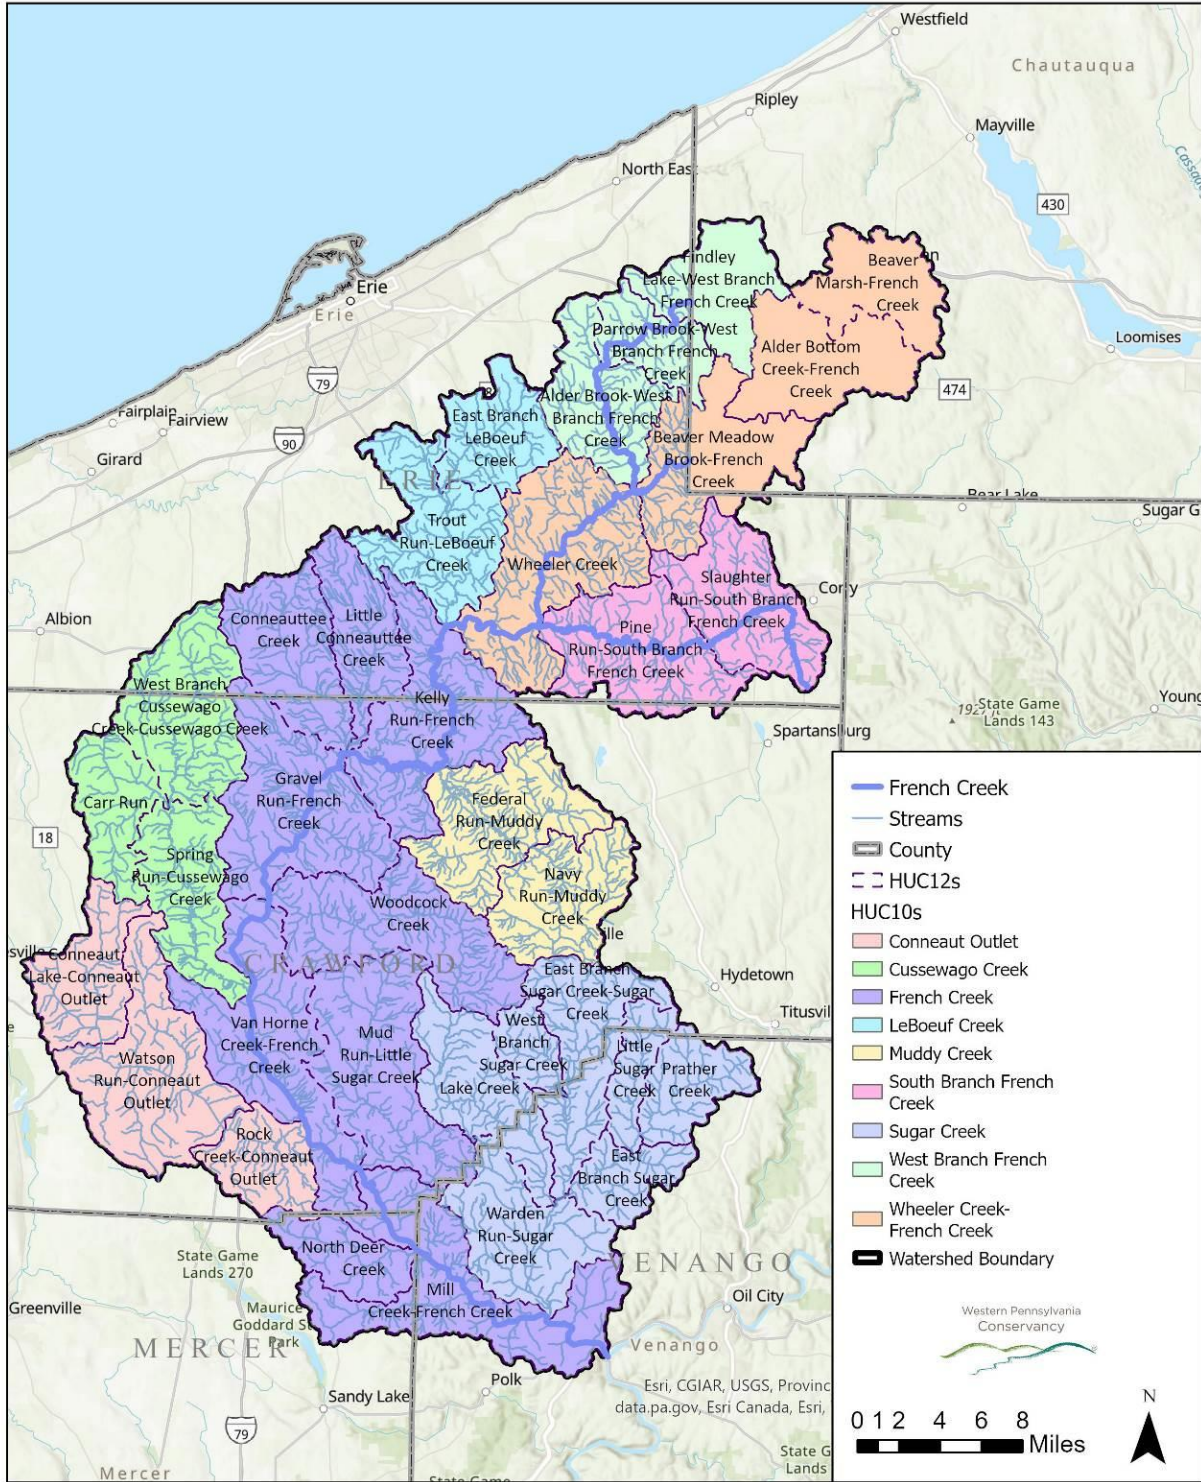 Westfield
Chautauqua
Ripley
Mayville
North East
430
Erie
Erie
Findley
Lake-West Branch
French Creek
Beaver
Marsh-French
Creek
Loomises
Darrow Brook-West
Branch French
Creek
Alder Bottom
Creek-French
Creek
79
474
Fairplain
Fairview
90
Girard
East Branch
LeBoeuf
Creek
Alder Brook-West
Branch French
Creek
Beaver Meadow
Brook-French
Creek
ERIE
Bear Lake
Sugar G
Trout
Run-LeBoeuf
Creek
Wheeler Creek
Slaughter
Run-South Branch
French Creek
Corry
Albion
Conneauttee
Creek
Little
Conneauttee
Creek
Pine
Run-South Branch
French Creek
West Branch
Cussewago
Creek-Cussewago Creek
Kelly
Run-French
Creek
State Game
Lands 143
Young
Spartansburg
Carr Run
Gravel
Run-French
Creek
Federal
Run-Muddy
Creek
18
Spring
Run-Cussewago
Creek
Woodcock
Creek
Navy
Run-Muddy
Creek
ville
sville
Conneaut
Lake-Conneaut
Outlet
CRAWFORD
East Branch
Sugar Creek-Sugar
Creek
Hydetown
Titusvil
Van Horne
Creek-French
Creek
Mud
Run-Little
Sugar Creek
West
Branch
Sugar Creek
Lake Creek
Little
Sugar
Creek
Prather
Creek
Watson
Run-Conneaut
Outlet
Rock
Creek-Conneaut
Outlet
East
Branch Sugar
Creek
Warden
Run-Sugar
Creek
North Deer
Creek
State Game
Lands 270
VENANGO
Mill
Creek-French Creek
Oil City
Greenville
Maurice
Goddard St
Park
MERCER
Venango
Polk
Sandy Lake
79
Mercer
State Game
State G
Lands
Esri, CGIAR, USGS, Provinc
data.pa.gov, Esri Canada, Esri,
French Creek
Streams
County
HUC12s
HUC10s
Conneaut Outlet
Cussewago Creek
French Creek
LeBoeuf Creek
Muddy Creek
South Branch French
Creek
Sugar Creek
West Branch French
Creek
Wheeler Creek-
French Creek
Watershed Boundary
Western Pennsylvania
Conservancy
N
0 1 2 4 6 8
Miles